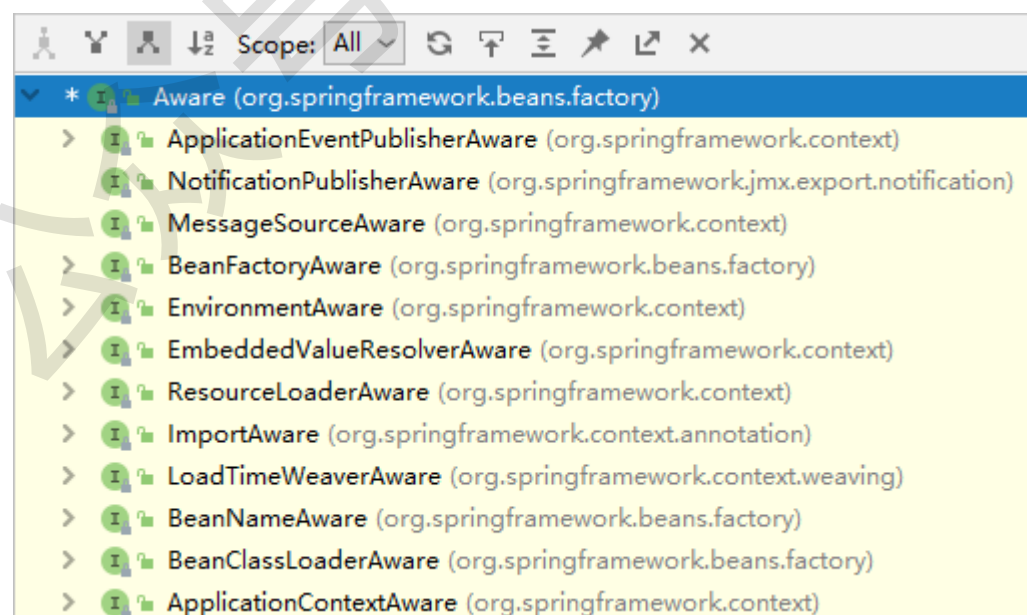 Scope: All
Aware (org.springframework.beans.factory)
ApplicationEventPublisherAware (org.springframework.context)
NotificationPublisherAware (org.springframework.jmx.export.notification)
MessageSourceAware (org.springframework.context)
BeanFactoryAware (org.springframework.beans.factory)
EnvironmentAware (org.springframework.context)
EmbeddedValueResolverAware (org.springframework.context)
ResourceLoaderAware (org.springframework.context)
ImportAware (org.springframework.context.annotation)
LoadTimeWeaverAware (org.springframework.context.weaving)
BeanNameAware (org.springframework.beans.factory)
BeanClassLoaderAware (org.springframework.beans.factory)
ApplicationContextAware (org.springframework.context)